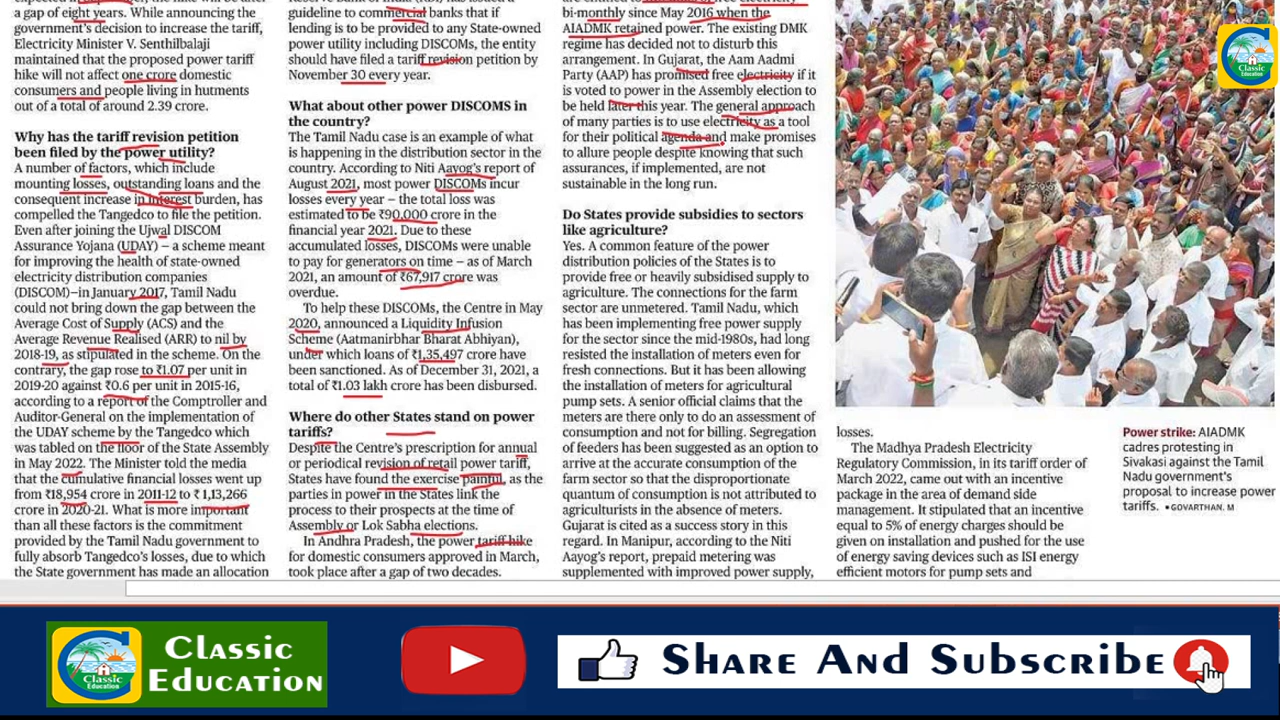 a gap of eight years. While announcing the
government's decision to increase the tariff,
Electricity Minister V. Senthilbalaji
maintained that the proposed power tariff
hike will not affect one crore domestic
consumers and people living in hutments
out of a total of around 2.39 crore.
Why has the tariff revision petition
been filed by the power utility?
A number of factors, which include
mounting losses, outstanding loans and the
consequent increase in interest burden, has
compelled the Tangedco to file the petition.
Even after joining the Ujwal DISCOM
Assurance Yojana (UDAY) – a scheme meant
for improving the health of state-owned
electricity distribution companies
(DISCOM)–in January 2017, Tamil Nadu
could not bring down the gap between the
Average Cost of Supply (ACS) and the
Average Revenue Realised (ARR) to nil by
2018-19, as stipulated in the scheme. On the
contrary, the gap rose to ₹1.07 per unit in
2019-20 against ₹0.6 per unit in 2015-16,
according to a report of the Comptroller and
Auditor-General on the implementation of
the UDAY scheme by the Tangedco which
was tabled on the floor of the State Assembly
in May 2022. The Minister told the media
that the cumulative financial losses went up
from ₹18,954 crore in 2011-12 to ₹ 1,13,266
crore in 2020-21. What is more important
than all these factors is the commitment
provided by the Tamil Nadu government to
fully absorb Tangedco's losses, due to which
the State government has made an allocation
guideline to commercial banks that if
lending is to be provided to any State-owned
power utility including DISCOMs, the entity
should have filed a tariff revision petition by
November 30 every year.
What about other power DISCOMS in
the country?
The Tamil Nadu case is an example of what
is happening in the distribution sector in the
country. According to Niti Aayog's report of
August 2021, most power DISCOMs incur
losses every year – the total loss was
estimated to be ₹90,000 crore in the
financial year 2021. Due to these
accumulated losses, DISCOMs were unable
to pay for generators on time – as of March
2021, an amount of ₹67,917 crore was
overdue.
To help these DISCOMs, the Centre in May
2020, announced a Liquidity Infusion
Scheme (Aatmanirbhar Bharat Abhiyan),
under which loans of ₹1,35,497 crore have
been sanctioned. As of December 31, 2021, a
total of ₹1.03 lakh crore has been disbursed.
Where do other States stand on power
tariffs?
Despite the Centre's prescription for annual
or periodical revision of retail power tariff,
States have found the exercise painful, as the
parties in power in the States link the
process to their prospects at the time of
Assembly or Lok Sabha elections.
In Andhra Pradesh, the power tariff hike
for domestic consumers approved in March,
took place after a gap of two decades.
bi-monthly since May 2016 when the
AIADMK retained power. The existing DMK
regime has decided not to disturb this
arrangement. In Gujarat, the Aam Aadmi
Party (AAP) has promised free electricity if it
is voted to power in the Assembly election to
be held later this year. The general approach
of many parties is to use electricity as a tool
for their political agenda and make promises
to allure people despite knowing that such
assurances, if implemented, are not
sustainable in the long run.
Do States provide subsidies to sectors
like agriculture?
Yes. A common feature of the power
distribution policies of the States is to
provide free or heavily subsidised supply to
agriculture. The connections for the farm
sector are unmetered. Tamil Nadu, which
has been implementing free power supply
for the sector since the mid-1980s, had long
resisted the installation of meters even for
fresh connections. But it has been allowing
the installation of meters for agricultural
pump sets. A senior official claims that the
meters are there only to do an assessment of
consumption and not for billing. Segregation
of feeders has been suggested as an option to
arrive at the accurate consumption of the
farm sector so that the disproportionate
quantum of consumption is not attributed to
agriculturists in the absence of meters.
Gujarat is cited as a success story in this
regard. In Manipur, according to the Niti
Aayog's report, prepaid metering was
supplemented with improved power supply,
losses.
The Madhya Pradesh Electricity
Regulatory Commission, in its tariff order of
March 2022, came out with an incentive
package in the area of demand side
management. It stipulated that an incentive
equal to 5% of energy charges should be
given on installation and pushed for the use
of energy saving devices such as ISI energy
efficient motors for pump sets and
Power strike: AIADMK
cadres protesting in
Sivakasi against the Tamil
Nadu government's
proposal to increase power
tariffs. • GOVARTHAN. M
Classic
Education
Classic
Education
Classic
Education
Share And Subscribe